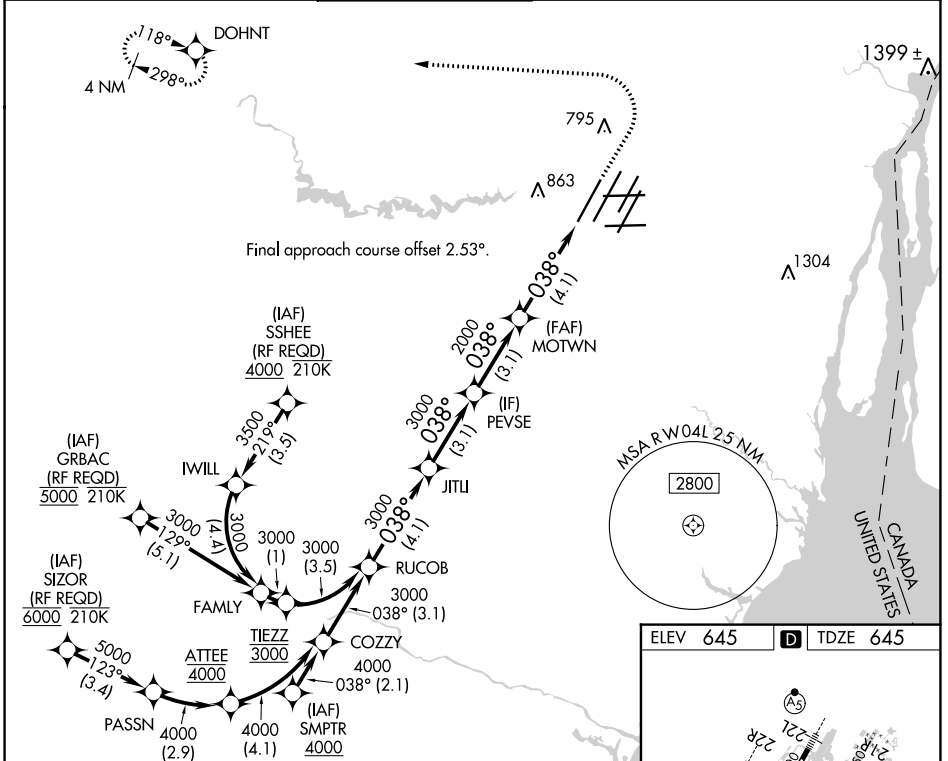 118°
DOHNT
4 NM
298°
1399 ±
795
863
Final approach course offset 2.53°.
1304
038°
(4.1)
(IAF)
SSHEE
(RF REQD)
4000 210K
2000
038°
(3.1)
(FAF)
MOTWN
3500
219°
(3.5)
3000
038°
(3.1)
(IF)
PEVSE
(IAF)
GRBAC
(RF REQD)
5000 210K
IWILL
MSA RW04L 25 NM
2800
JITLI
3000
129°
(5.1)
3000
(4.4)
3000
(1)
3000
(3.5)
3000
038°
(4.1)
CANADA
UNITED STATES
(IAF)
SIZOR
(RF REQD)
6000 210K
RUCOB
FAMLY
3000
038° (3.1)
TIEZZ
3000
COZZY
5000
123°
(3.4)
ATTEE
4000
4000
038° (2.1)
PASSN
4000
(2.9)
4000
(4.1)
(IAF)
SMPTR
4000
ELEV 645
D
TDZE 645
A5
22R
22L
21R